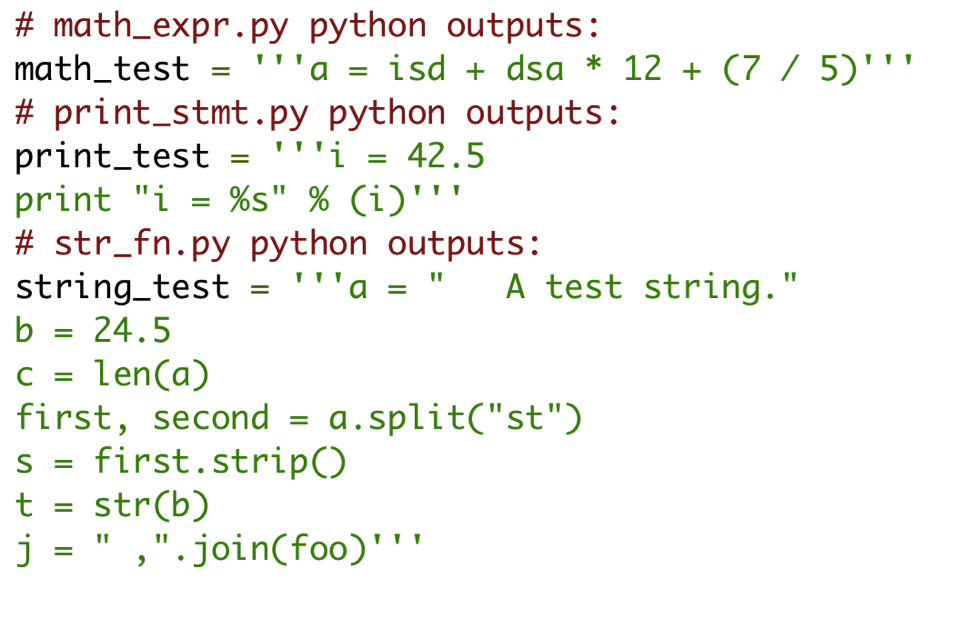 # math_expr.py python outputs:
math_test = '''a = isd + dsa * 12 + (7 / 5)'''
# print_stmt.py python outputs:
print_test = '''i = 42.5
print "i = %s" % (i)'''
# str_fn.py python outputs:
string_test = '''a = "   A test string."
b = 24.5
c = len(a)
first, second = a.split("st")
s = first.strip()
t = str(b)
j = " ,".join(foo)'''